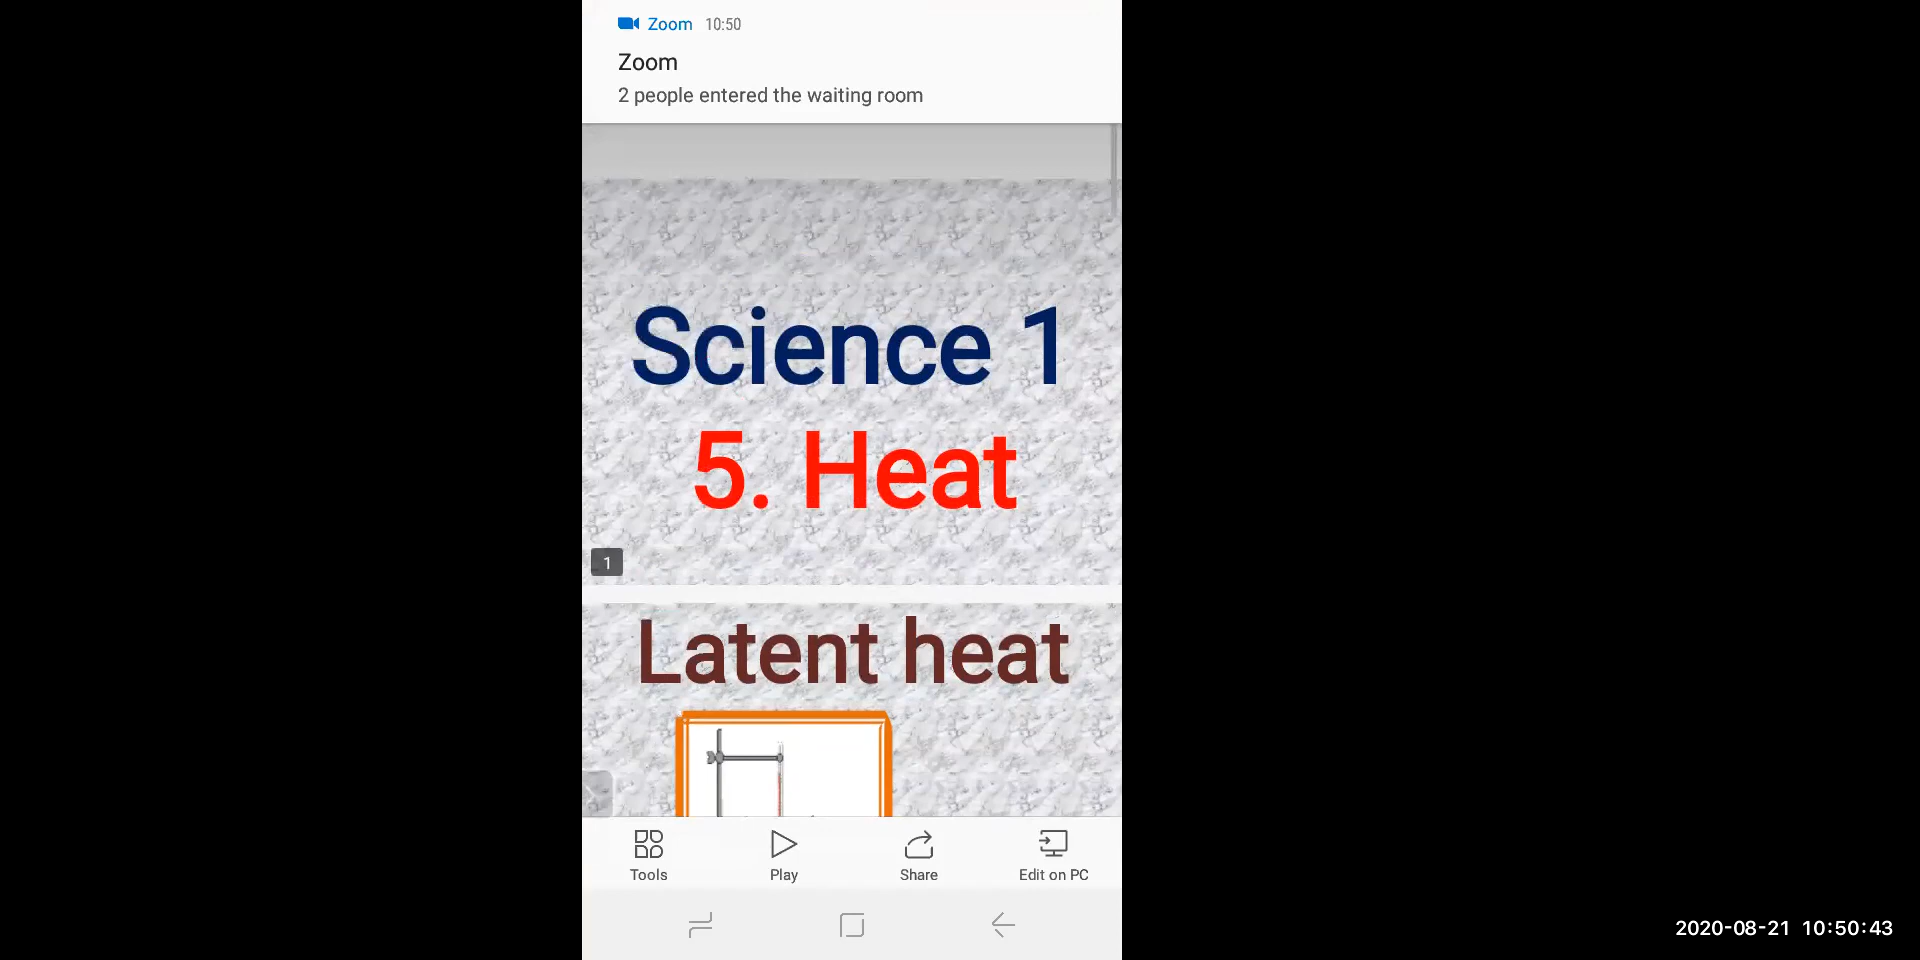 Zoom 10:50
Zoom
2 people entered the waiting room
Science 1
5. Heat
1
Latent heat
Tools Play Share Edit on PC
2020-08-21 10:50:43